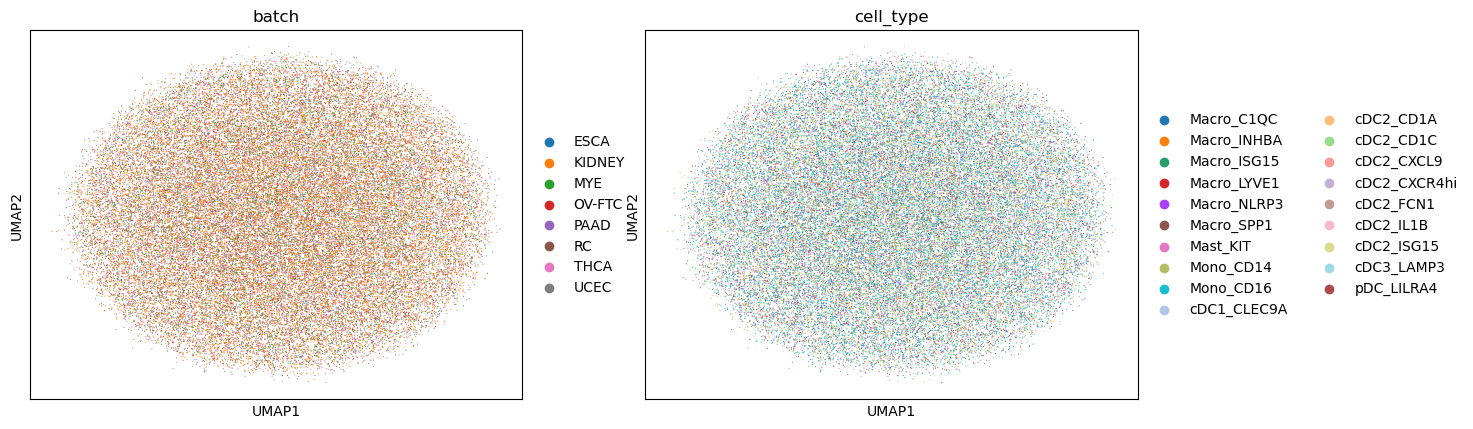 batch
UMAP2
UMAP1
ESCA
KIDNEY
MYE
OV-FTC
PAAD
RC
THCA
UCEC
cell_type
UMAP2
UMAP1
Macro_C1QC
Macro_INHBA
Macro_ISG15
Macro_LYVE1
Macro_NLRP3
Macro_SPP1
Mast_KIT
Mono_CD14
Mono_CD16
cDC1_CLEC9A
cDC2_CD1A
cDC2_CD1C
cDC2_CXCL9
cDC2_CXCR4hi
cDC2_FCN1
cDC2_IL1B
cDC2_ISG15
cDC3_LAMP3
pDC_LILRA4